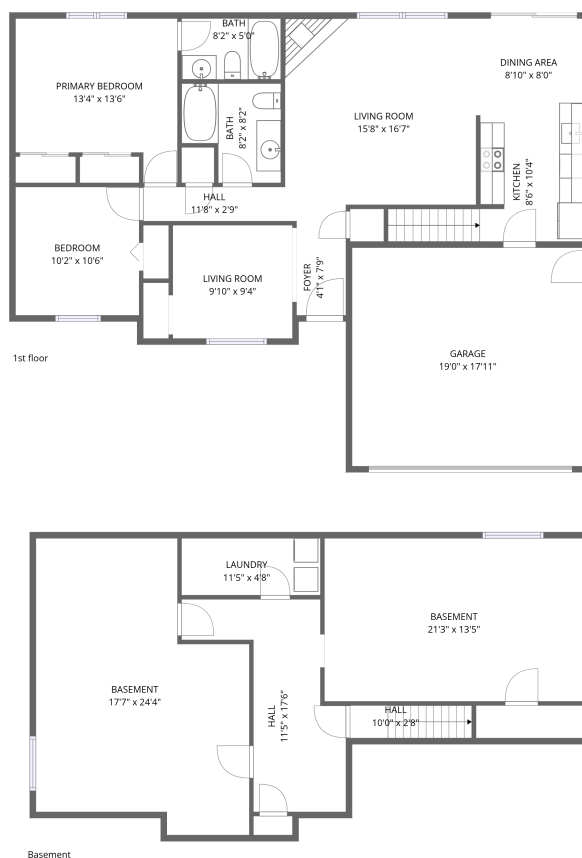 BATH
8'2" x 5'0"
DINING AREA
8'10" x 8'0"
PRIMARY BEDROOM
13'4" x 13'6"
LIVING ROOM
15'8" x 16'7"
BATH
8'2" x 8'2"
KITCHEN
8'6" x 10'4"
HALL
11'8" x 2'9"
BEDROOM
10'2" x 10'6"
LIVING ROOM
9'10" x 9'4"
FOYER
4'1" x 7'9"
1st floor
GARAGE
19'0" x 17'11"
LAUNDRY
11'5" x 4'8"
BASEMENT
21'3" x 13'5"
BASEMENT
17'7" x 24'4"
HALL
11'5" x 17'6"
HALL
10'0" x 2'8"
Basement